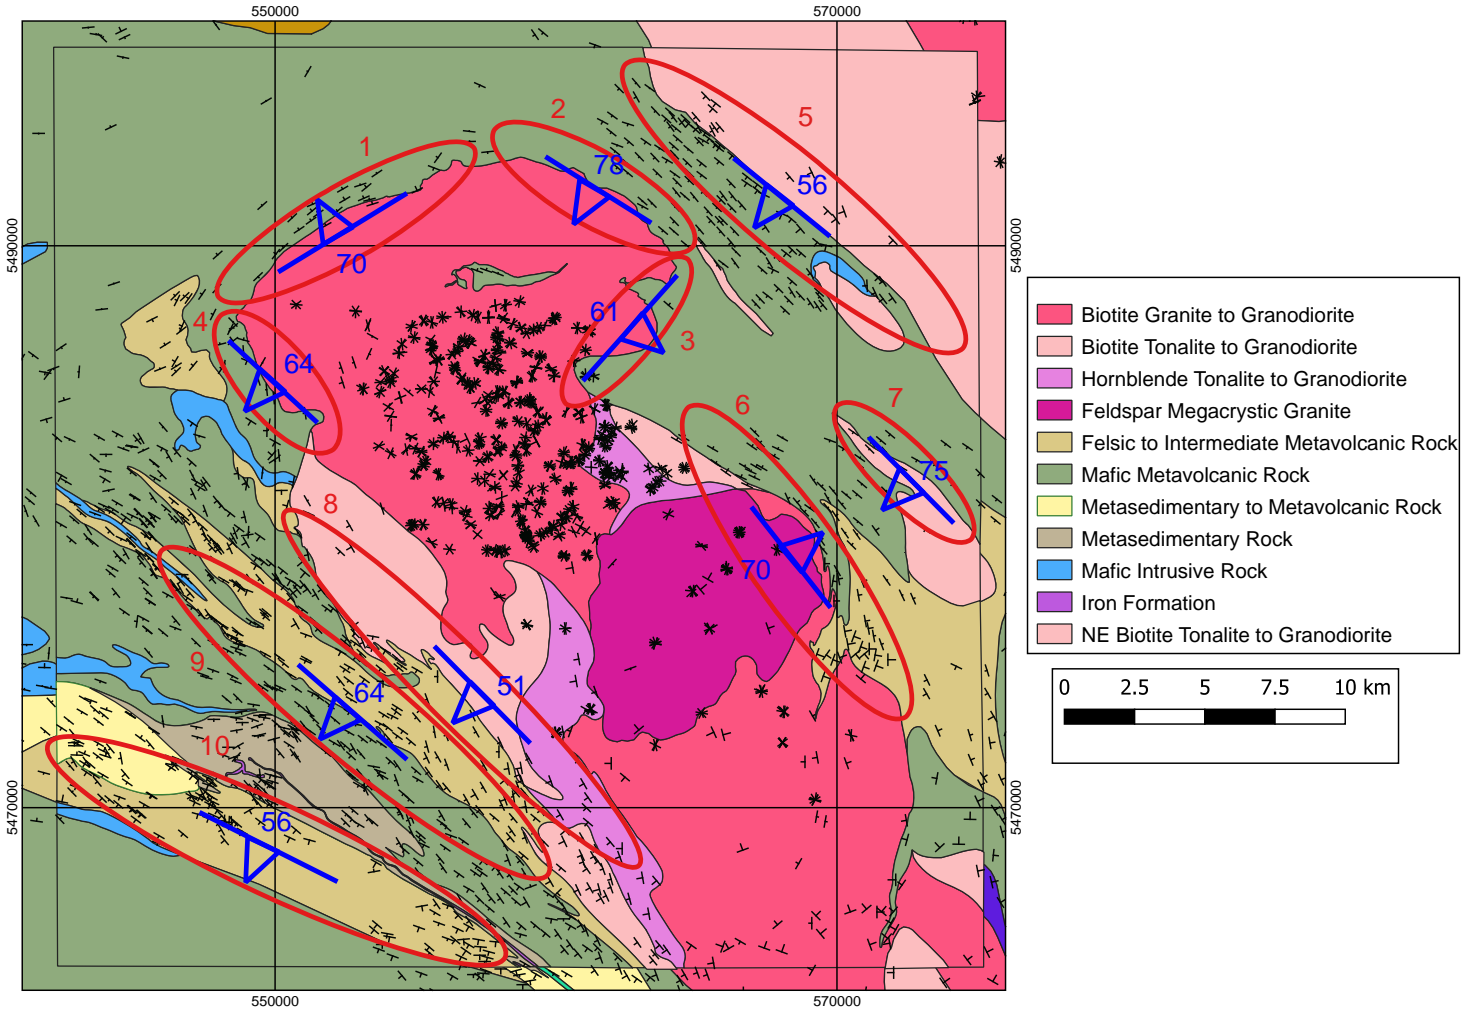 550000
570000
5490000
5490000
5470000
5470000
550000
570000
1
2
3
4
5
6
7
8
9
10
70
78
61
64
56
70
75
51
64
56
Biotite Granite to Granodiorite
Biotite Tonalite to Granodiorite
Hornblende Tonalite to Granodiorite
Feldspar Megacrystic Granite
Felsic to Intermediate Metavolcanic Rock
Mafic Metavolcanic Rock
Metasedimentary to Metavolcanic Rock
Metasedimentary Rock
Mafic Intrusive Rock
Iron Formation
NE Biotite Tonalite to Granodiorite
0 2.5 5 7.5 10 km